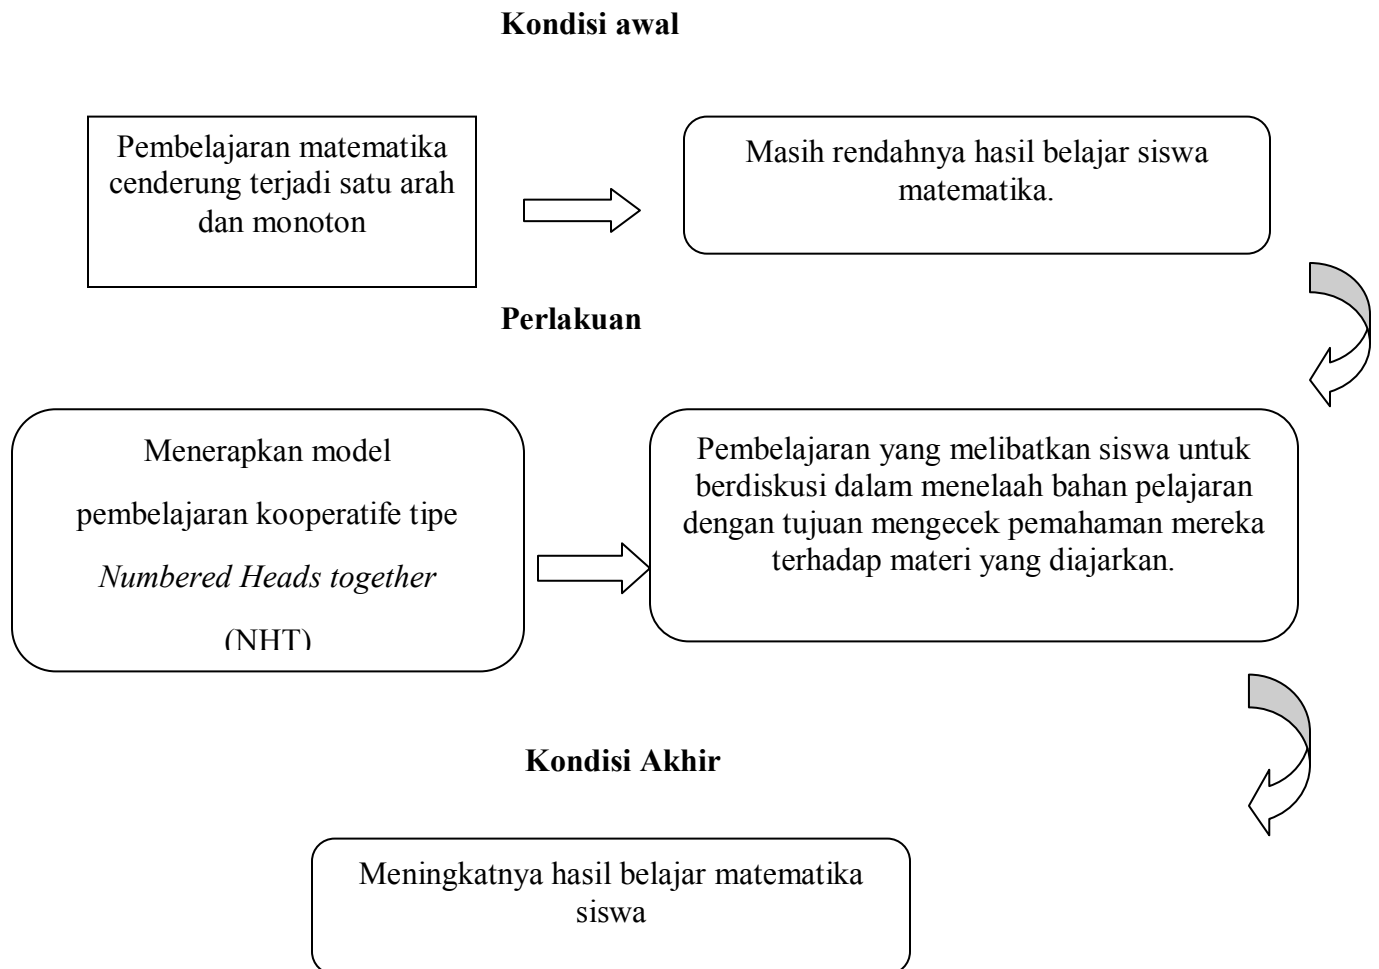 Kondisi awal
Pembelajaran matematika
cenderung terjadi satu arah
dan monoton
Masih rendahnya hasil belajar siswa
matematika.
Perlakuan
Menerapkan model
pembelajaran kooperatife tipe
Numbered Heads together
(NHT)
Pembelajaran yang melibatkan siswa untuk
berdiskusi dalam menelaah bahan pelajaran
dengan tujuan mengecek pemahaman mereka
terhadap materi yang diajarkan.
Kondisi Akhir
Meningkatnya hasil belajar matematika
siswa